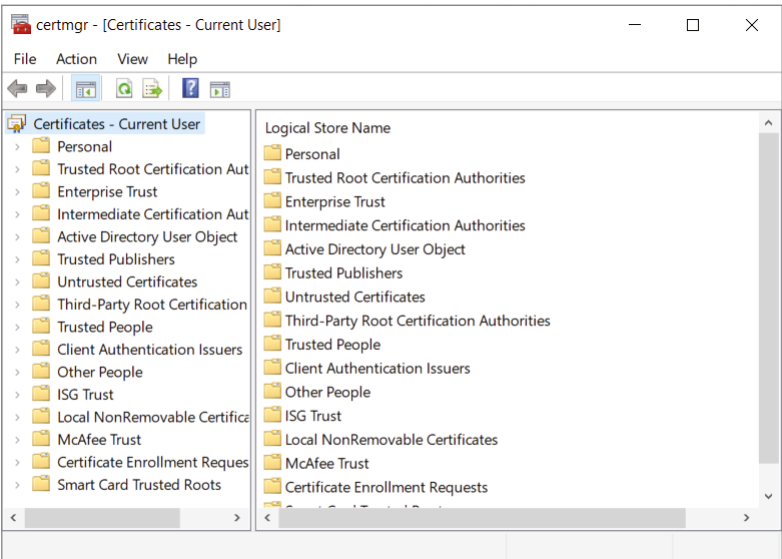 certmgr - [Certificates - Current User]
File Action View Help
Certificates - Current User
Personal
Trusted Root Certification Aut
Enterprise Trust
Intermediate Certification Aut
Active Directory User Object
Trusted Publishers
Untrusted Certificates
Third-Party Root Certification
Trusted People
Client Authentication Issuers
Other People
ISG Trust
Local NonRemovable Certifica
McAfee Trust
Certificate Enrollment Reques
Smart Card Trusted Roots
Logical Store Name
Personal
Trusted Root Certification Authorities
Enterprise Trust
Intermediate Certification Authorities
Active Directory User Object
Trusted Publishers
Untrusted Certificates
Third-Party Root Certification Authorities
Trusted People
Client Authentication Issuers
Other People
ISG Trust
Local NonRemovable Certificates
McAfee Trust
Certificate Enrollment Requests